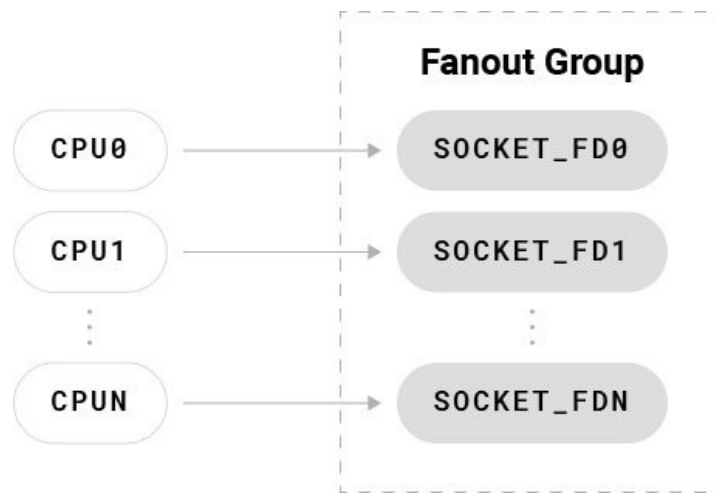 Fanout Group
CPU0
SOCKET_FD0
CPU1
SOCKET_FD1
CPUN
SOCKET_FDN